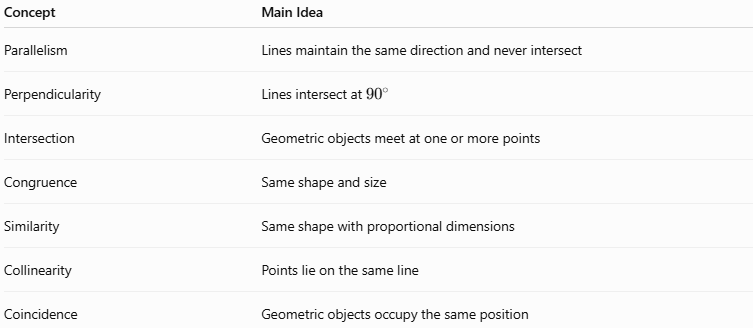 Concept Main Idea
Parallelism Lines maintain the same direction and never intersect
Perpendicularity Lines intersect at 90°
Intersection Geometric objects meet at one or more points
Congruence Same shape and size
Similarity Same shape with proportional dimensions
Collinearity Points lie on the same line
Coincidence Geometric objects occupy the same position